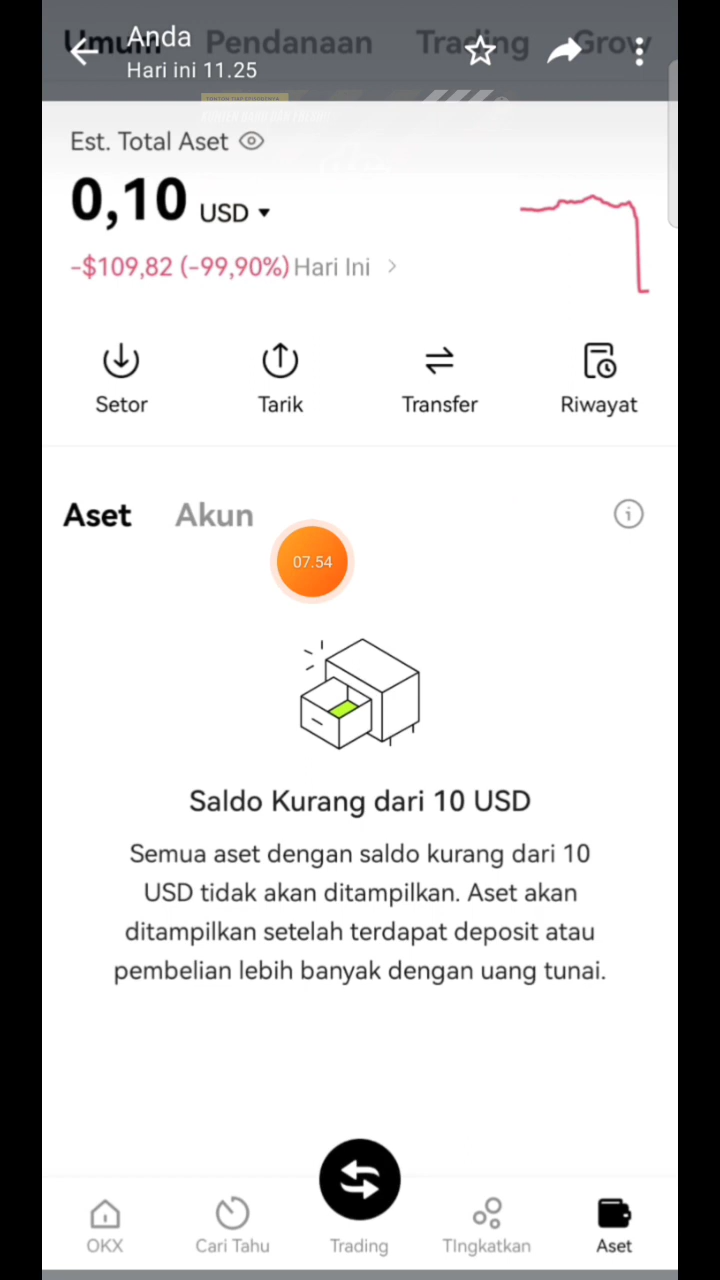 Umum Pendanaan Trading Grow
Anda
Hari ini 11.25
Est. Total Aset
0,10 USD
-$109,82 (-99,90%) Hari Ini
Setor
Tarik
Transfer
Riwayat
Aset Akun
07.54
Saldo Kurang dari 10 USD
Semua aset dengan saldo kurang dari 10
USD tidak akan ditampilkan. Aset akan
ditampilkan setelah terdapat deposit atau
pembelian lebih banyak dengan uang tunai.
OKX
Cari Tahu
Trading
TIngkatkan
Aset